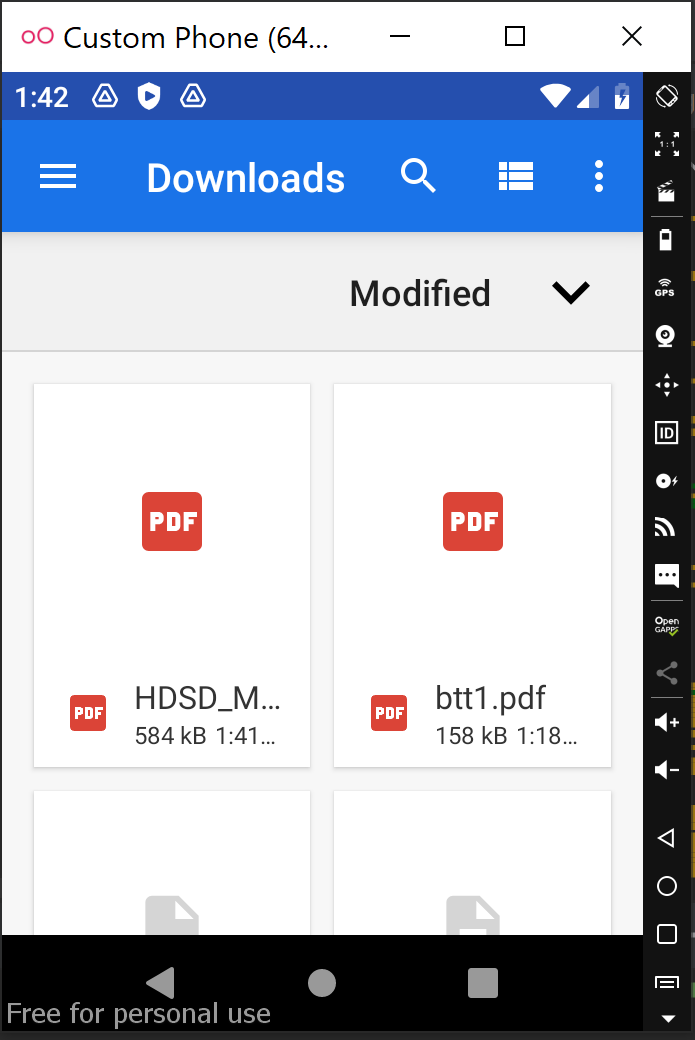 Custom Phone (64...
1:42
Downloads
1:1
Modified
GPS
PDF
PDF
ID
PDF
HDSD_M...
584 kB 1:41...
PDF
btt1.pdf
158 kB 1:18...
Open
GAPPS
Free for personal use